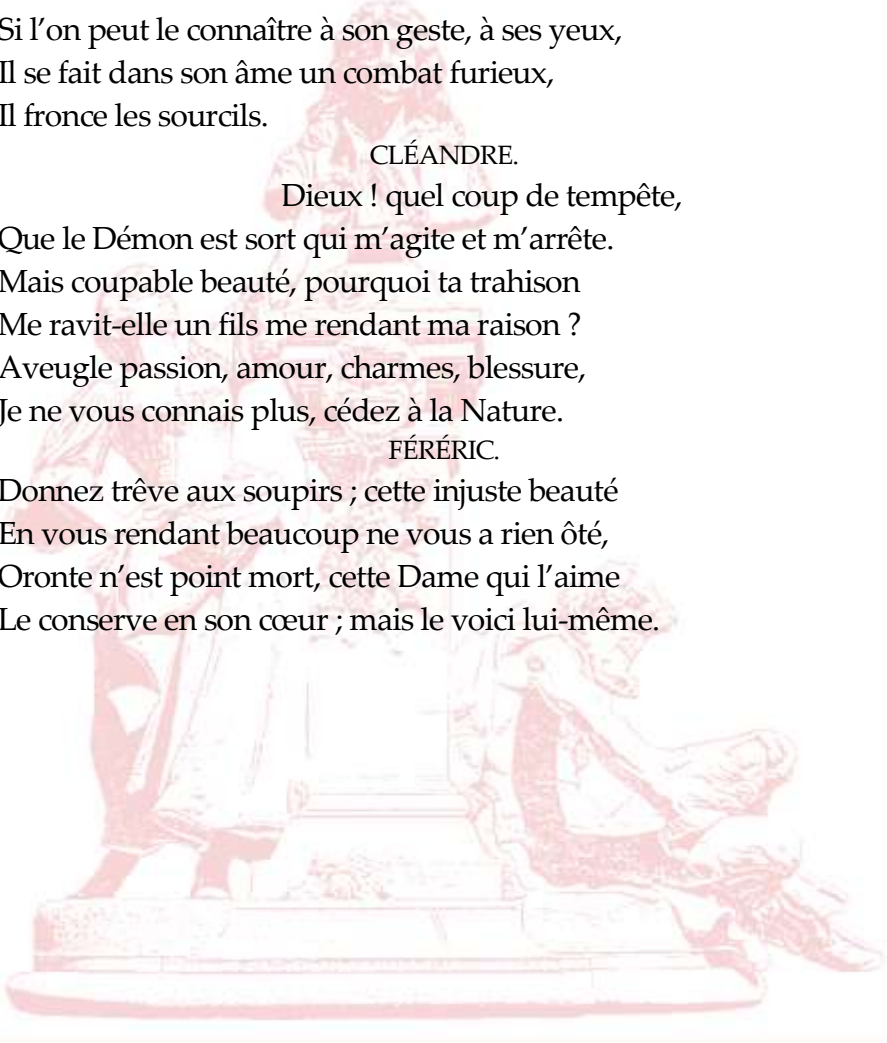 Si l’on peut le connaître à son geste, à ses yeux,
Il se fait dans son âme un combat furieux,
Il fronce les sourcils.
CLÉANDRE.
Dieux ! quel coup de tempête,
Que le Démon est sort qui m’agite et m’arrête.
Mais coupable beauté, pourquoi ta trahison
Me ravit-elle un fils me rendant ma raison ?
Aveugle passion, amour, charmes, blessure,
Je ne vous connais plus, cédez à la Nature.
FÉRÉRIC.
Donnez trêve aux soupirs ; cette injuste beauté
En vous rendant beaucoup ne vous a rien ôté,
Oronte n’est point mort, cette Dame qui l’aime
Le conserve en son cœur ; mais le voici lui-même.